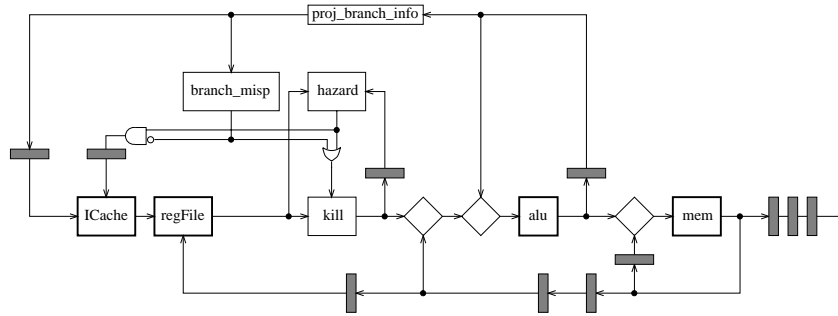 proj_branch_info
branch_misp
hazard
ICache
regFile
kill
alu
mem